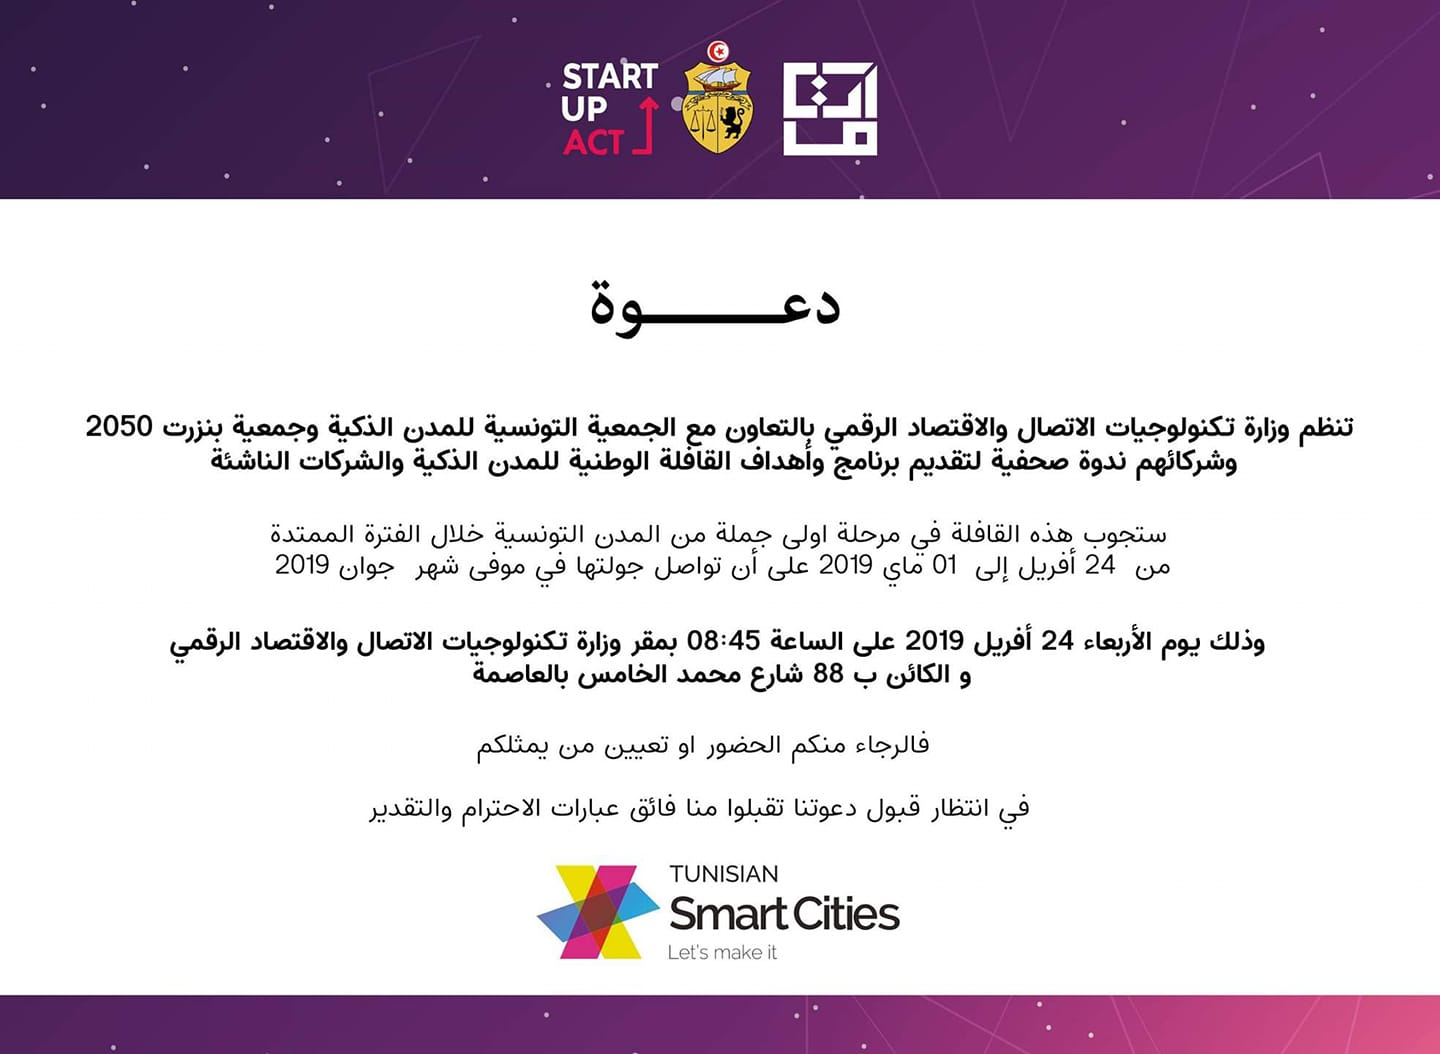 START
UP
ACT
دعوة
تنظم وزارة تكنولوجيات الاتصال والاقتصاد الرقمي بالتعاون مع الجمعية التونسية للمدن الذكية وجمعية بنزرت 2050
وشركائهم ندوة صحفية لتقديم برنامج وأهداف القافلة الوطنية للمدن الذكية والشركات الناشئة
ستجوب هذه القافلة في مرحلة اولى جملة من المدن التونسية خلال الفترة الممتدة
من 24 أفريل إلى 01 ماي 2019 على أن تواصل جولتها في موفى شهر جوان 2019
وذلك يوم الأربعاء 24 أفريل 2019 على الساعة 08:45 بمقر وزارة تكنولوجيات الاتصال والاقتصاد الرقمي
و الكائن ب 88 شارع محمد الخامس بالعاصمة
فالرجاء منكم الحضور او تعيين من يمثلكم
في انتظار قبول دعوتنا تقبلوا منا فائق عبارات الاحترام والتقدير
TUNISIAN
Smart Cities
Let's make it